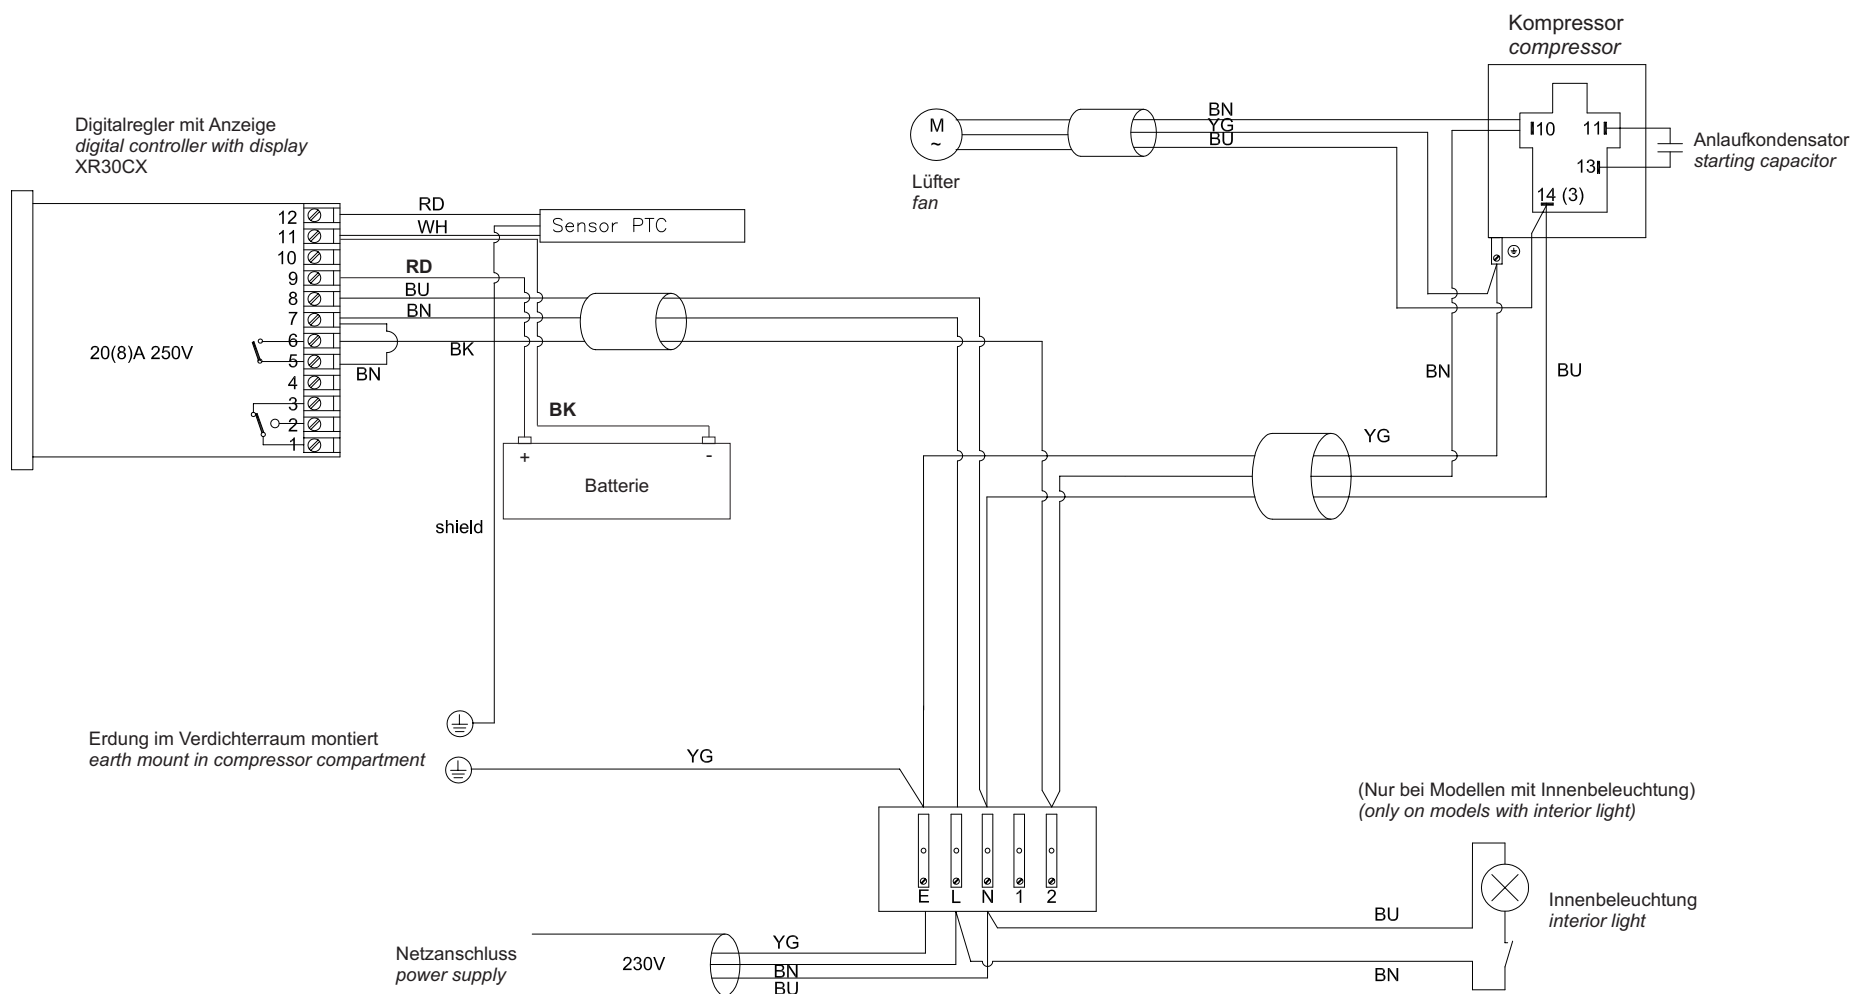 Kompressor
compressor
Digitalregler mit Anzeige
digital controller with display
XR30CX
M
~
Lüfter
fan
BN
YG
BU
10
11
13
14 (3)
Anlaufkondensator
starting capacitor
12
11
10
9
8
7
6
5
4
3
2
1
20(8)A 250V
RD
WH
Sensor PTC
RD
BU
BN
BK
BN
BK
+
-
Batterie
shield
BN
BU
YG
Erdung im Verdichterraum montiert
earth mount in compressor compartment
YG
(Nur bei Modellen mit Innenbeleuchtung)
(only on models with interior light)
E L N 1 2
BU
Innenbeleuchtung
interior light
BN
Netzanschluss
power supply
230V
YG
BN
BU